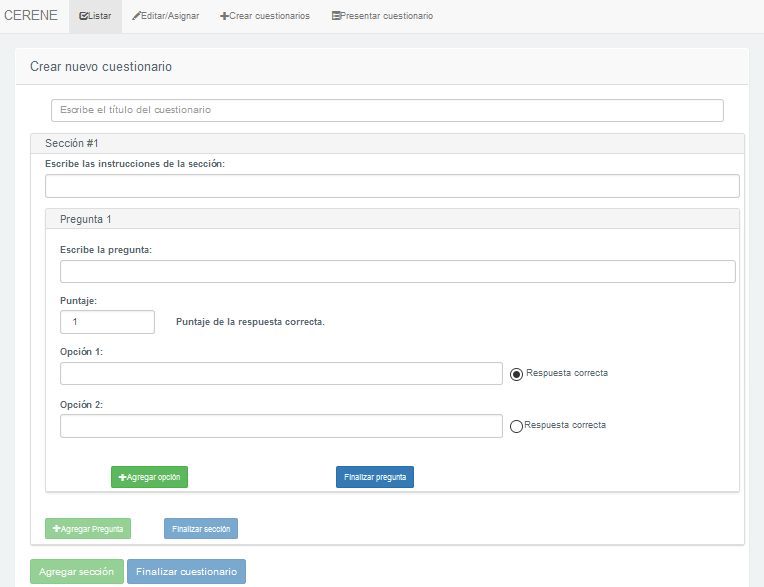 CERENE Listar Editar/Asignar Crear cuestionarios Presentar cuestionario
Crear nuevo cuestionario
Escribe el título del cuestionario
Sección #1
Escribe las instrucciones de la sección:
Pregunta 1
Escribe la pregunta:
Puntaje:
1 Puntaje de la respuesta correcta.
Opción 1:
Respuesta correcta
Opción 2:
Respuesta correcta
Agregar opción Finalizar pregunta
Agregar Pregunta Finalizar sección
Agregar sección Finalizar cuestionario